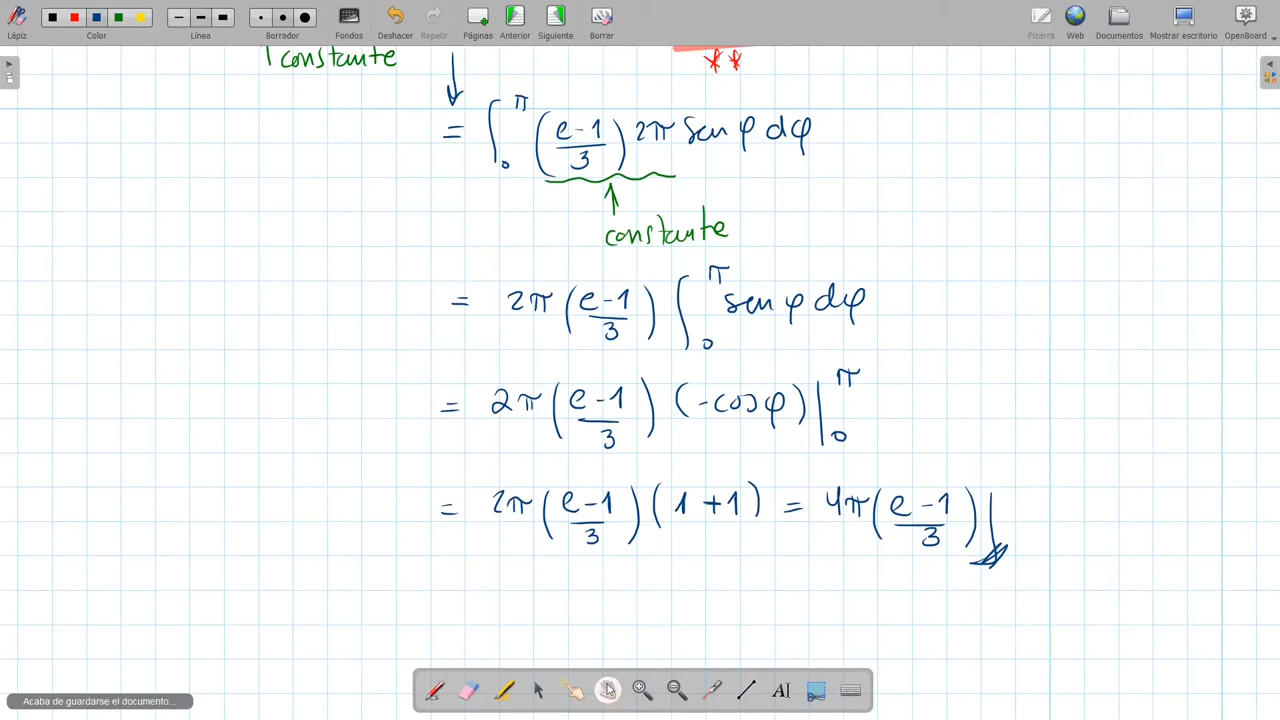 Lápiz Color Línea Borrador Fondos Deshacer Repetir Páginas Anterior Siguiente Borrar Pizarra Web Documentos Mostrar escritorio OpenBoard
1 constante
**
= ∫₀^π ((e-1)/3) 2π sen φ dφ
constante
= 2π ((e-1)/3) ∫₀^π sen φ dφ
= 2π ((e-1)/3) (-cos φ) |₀^π
= 2π ((e-1)/3) (1+1) = 4π ((e-1)/3)
Acaba de guardarse el documento...